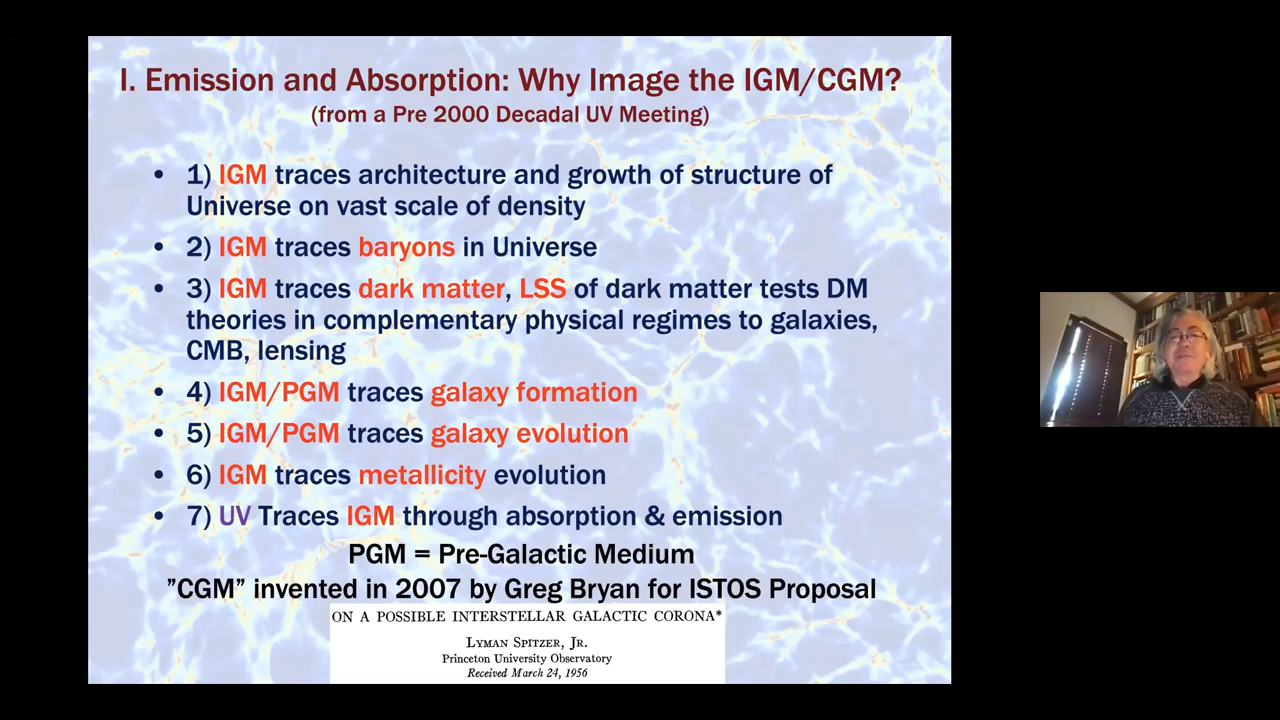 I. Emission and Absorption: Why Image the IGM/CGM?
(from a Pre 2000 Decadal UV Meeting)
• 1) IGM traces architecture and growth of structure of
Universe on vast scale of density
• 2) IGM traces baryons in Universe
• 3) IGM traces dark matter, LSS of dark matter tests DM
theories in complementary physical regimes to galaxies,
CMB, lensing
• 4) IGM/PGM traces galaxy formation
• 5) IGM/PGM traces galaxy evolution
• 6) IGM traces metallicity evolution
• 7) UV Traces IGM through absorption & emission
PGM = Pre-Galactic Medium
”CGM” invented in 2007 by Greg Bryan for ISTOS Proposal
ON A POSSIBLE INTERSTELLAR GALACTIC CORONA*
LYMAN SPITZER, JR.
Princeton University Observatory
Received March 24, 1956